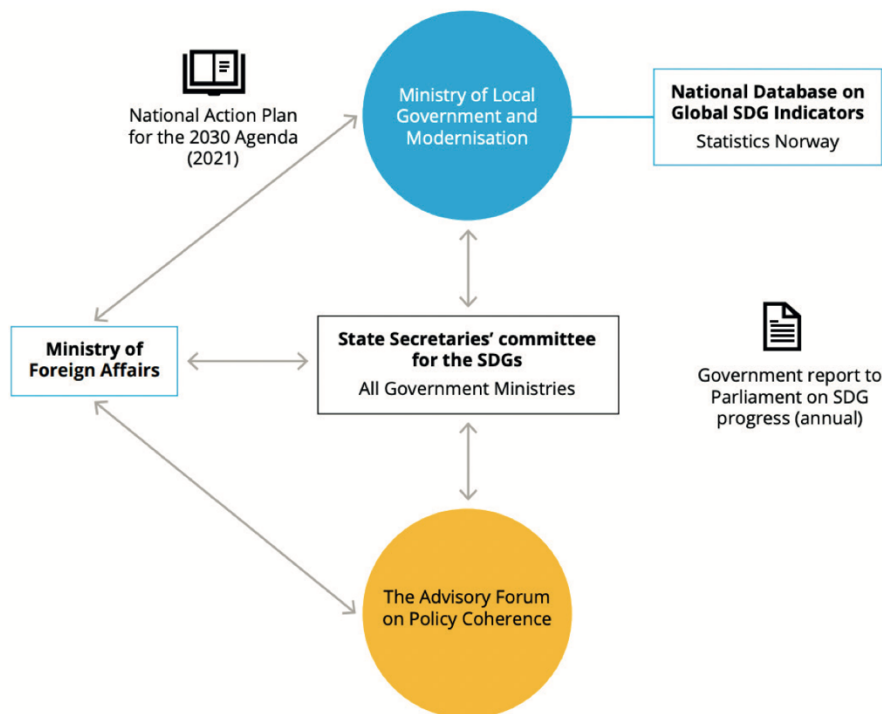 National Action Plan
for the 2030 Agenda
(2021)
Ministry of Local
Government and
Modernisation
National Database on
Global SDG Indicators
Statistics Norway
Ministry of
Foreign Affairs
State Secretaries’ committee
for the SDGs
All Government Ministries
Government report to
Parliament on SDG
progress (annual)
The Advisory Forum
on Policy Coherence